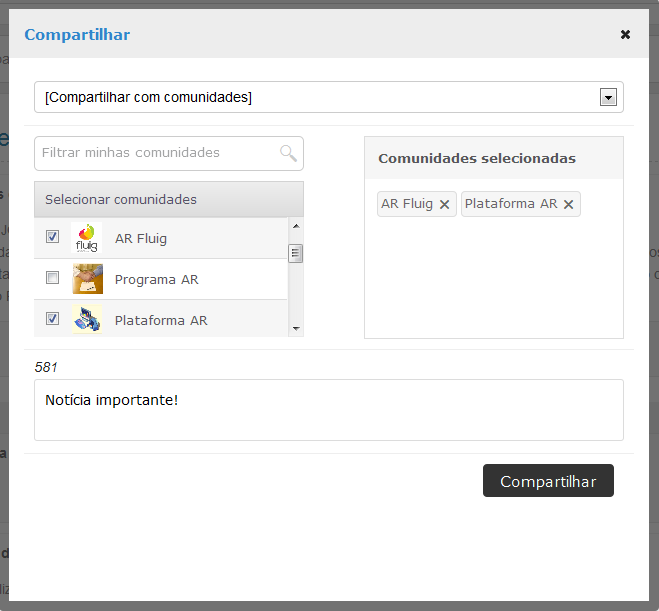 Compartilhar
[Compartilhar com comunidades]
Filtrar minhas comunidades
Selecionar comunidades
fluig
AR Fluig
Programa AR
Plataforma AR
Comunidades selecionadas
AR Fluig Plataforma AR
581
Notícia importante!
Compartilhar